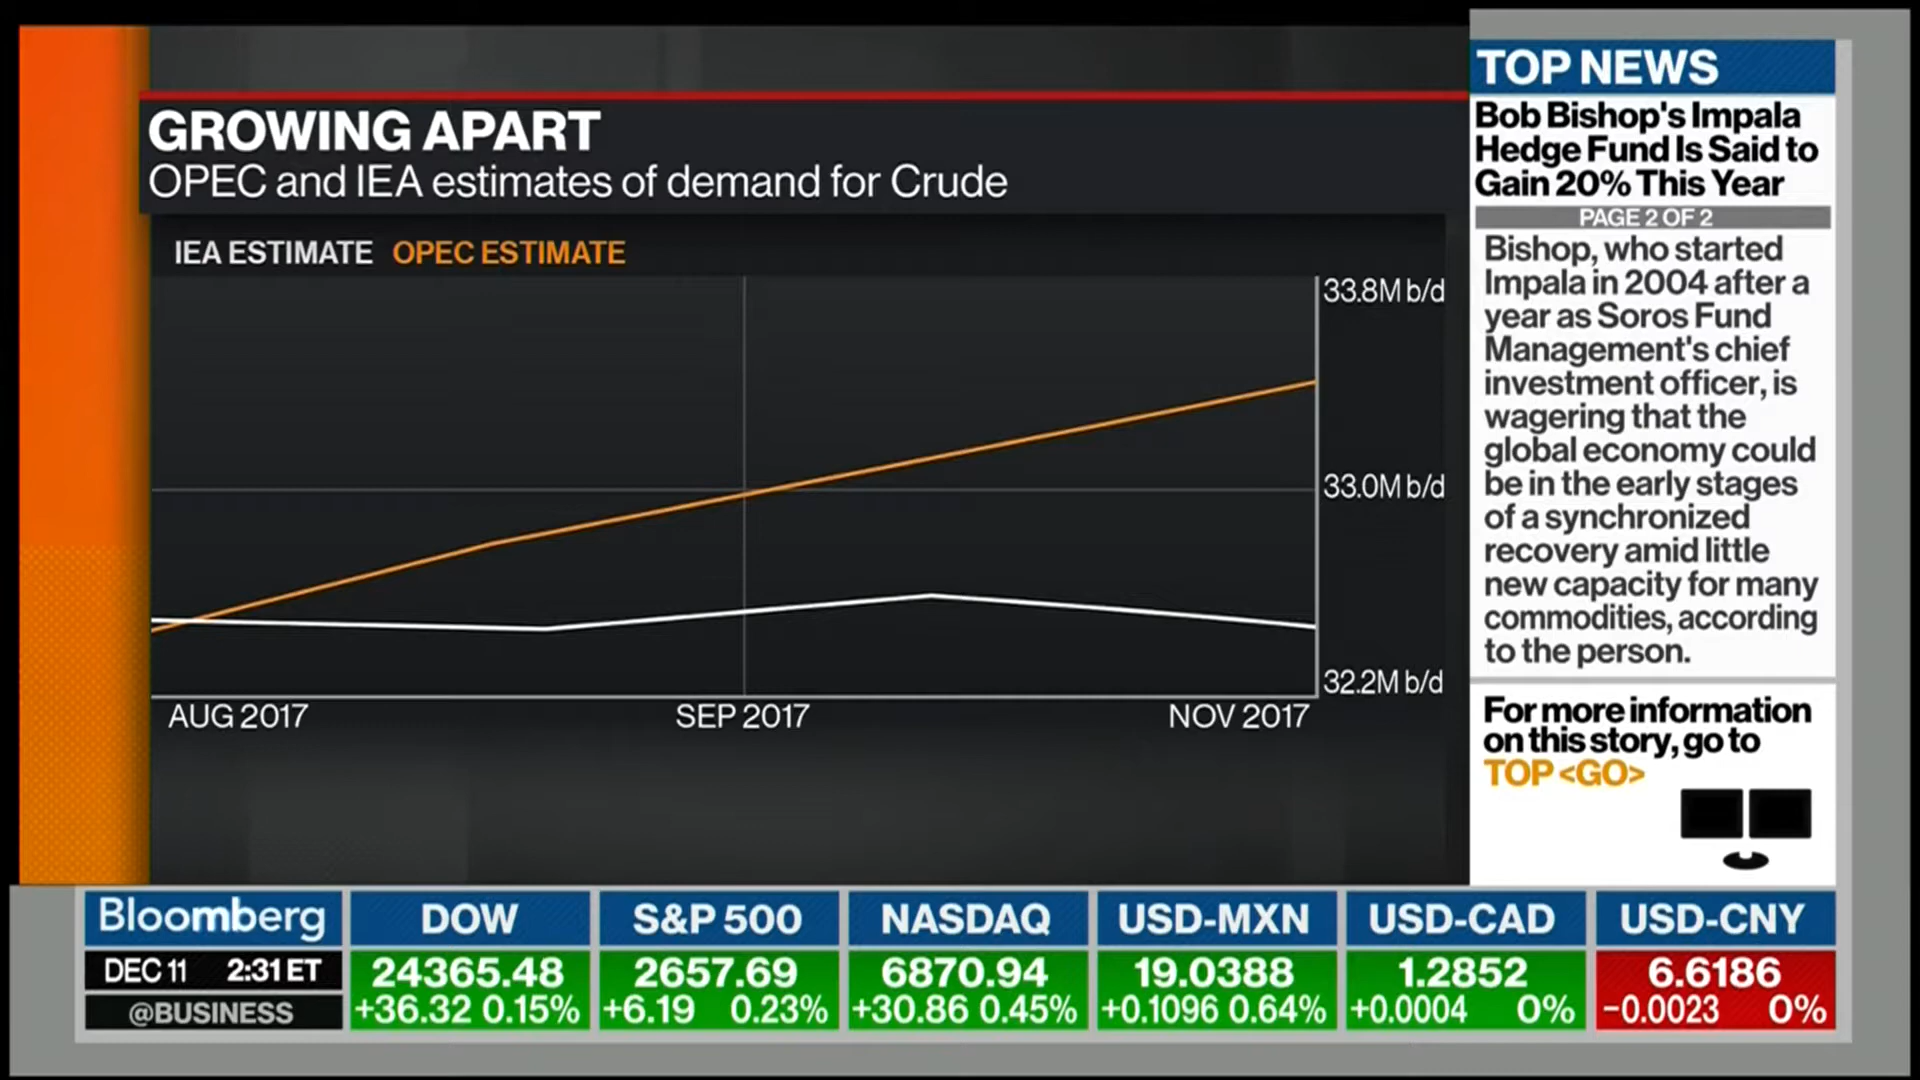 GROWING APART
OPEC and IEA estimates of demand for Crude
IEA ESTIMATE OPEC ESTIMATE
33.8M b/d
33.0M b/d
32.2M b/d
AUG 2017 SEP 2017 NOV 2017
TOP NEWS
Bob Bishop's Impala
Hedge Fund Is Said to
Gain 20% This Year
PAGE 2 OF 2
Bishop, who started
Impala in 2004 after a
year as Soros Fund
Management's chief
investment officer, is
wagering that the
global economy could
be in the early stages
of a synchronized
recovery amid little
new capacity for many
commodities, according
to the person.
For more information
on this story, go to
TOP <GO>
Bloomberg DOW S&P 500 NASDAQ USD-MXN USD-CAD USD-CNY
DEC 11 2:31 ET 24365.48 2657.69 6870.94 19.0388 1.2852 6.6186
@BUSINESS +36.32 0.15% +6.19 0.23% +30.86 0.45% +0.1096 0.64% +0.0004 0% -0.0023 0%